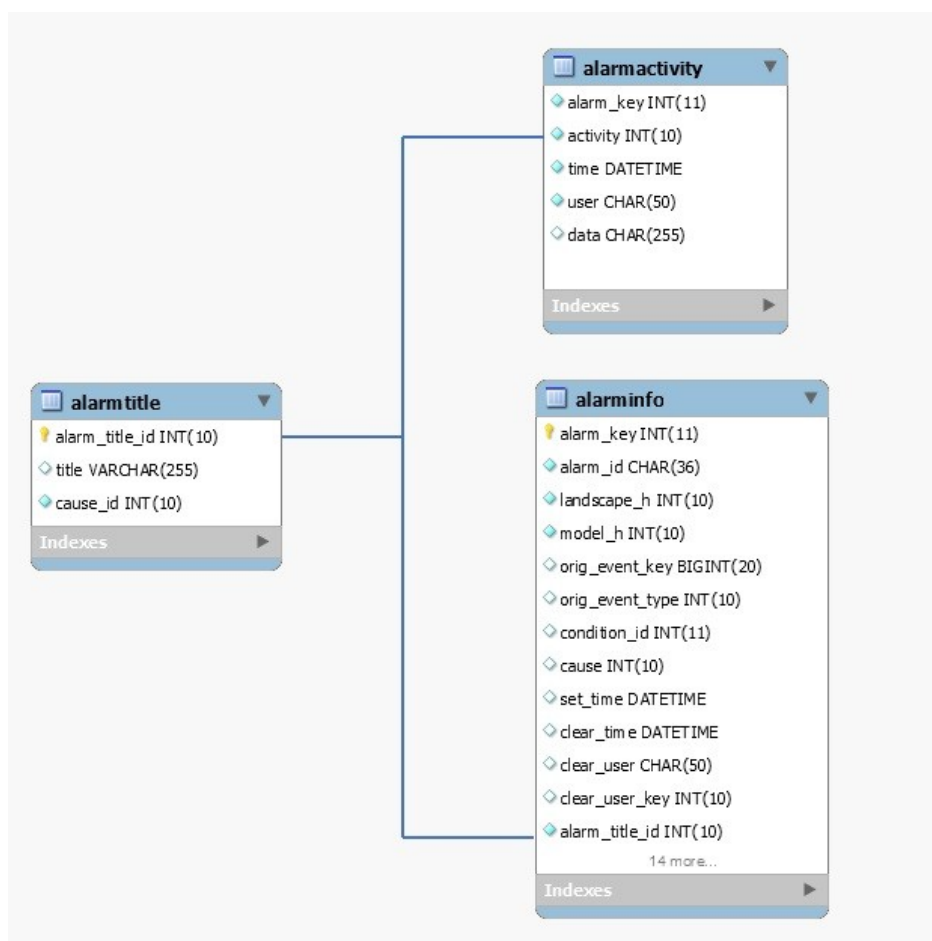 alarmactivity
alarm_key INT(11)
activity INT(10)
time DATETIME
user CHAR(50)
data CHAR(255)
Indexes
alarmtitle
alarm_title_id INT(10)
title VARCHAR(255)
cause_id INT(10)
Indexes
alarminfo
alarm_key INT(11)
alarm_id CHAR(36)
landscape_h INT(10)
model_h INT(10)
orig_event_key BIGINT(20)
orig_event_type INT(10)
condition_id INT(11)
cause INT(10)
set_time DATETIME
clear_time DATETIME
clear_user CHAR(50)
clear_user_key INT(10)
alarm_title_id INT(10)
14 more...
Indexes